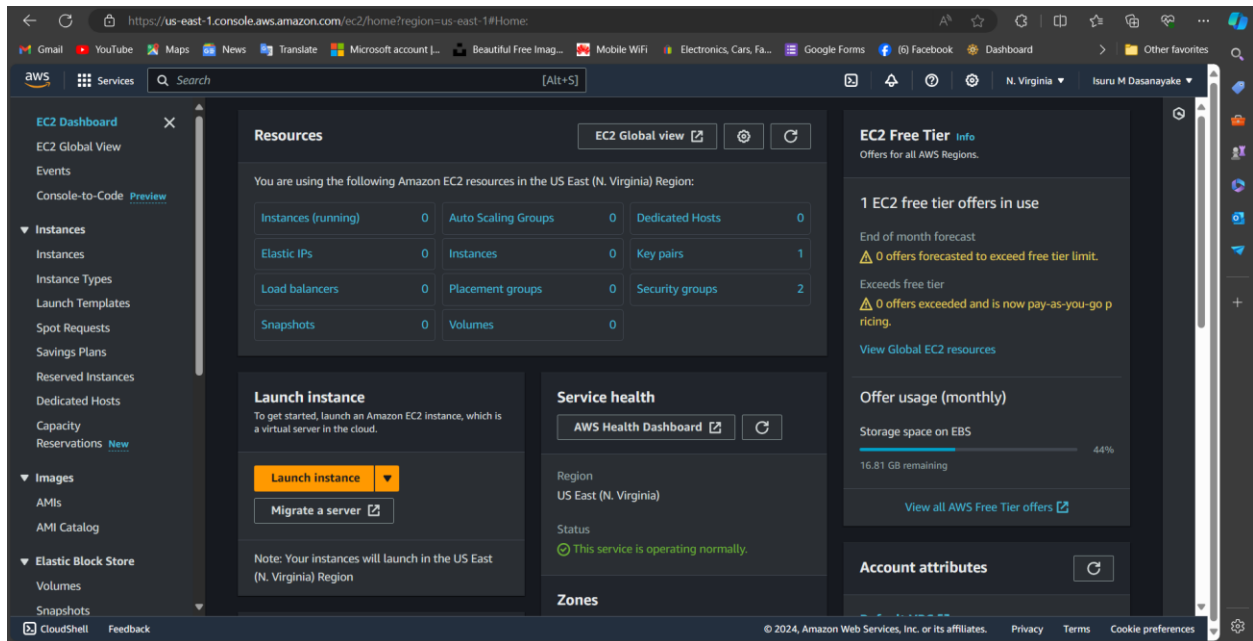 https://us-east-1.console.aws.amazon.com/ec2/home?region=us-east-1#Home:
Gmail YouTube Maps News Translate Microsoft account |... Beautiful Free Imag... Mobile WiFi Electronics, Cars, Fa... Google Forms (6) Facebook Dashboard Other favorites
aws Services Search [Alt+S] N. Virginia Isuru M Dasanayake
EC2 Dashboard
EC2 Global View
Events
Console-to-Code Preview
Instances
Instances
Instance Types
Launch Templates
Spot Requests
Savings Plans
Reserved Instances
Dedicated Hosts
Capacity
Reservations New
Images
AMIs
AMI Catalog
Elastic Block Store
Volumes
Snapshots
Resources
EC2 Global view
You are using the following Amazon EC2 resources in the US East (N. Virginia) Region:
Instances (running) 0 Auto Scaling Groups 0 Dedicated Hosts 0
Elastic IPs 0 Instances 0 Key pairs 1
Load balancers 0 Placement groups 0 Security groups 2
Snapshots 0 Volumes 0
Launch instance
To get started, launch an Amazon EC2 instance, which is
a virtual server in the cloud.
Launch instance
Migrate a server
Note: Your instances will launch in the US East
(N. Virginia) Region
Service health
AWS Health Dashboard
Region
US East (N. Virginia)
Status
This service is operating normally.
Zones
EC2 Free Tier Info
Offers for all AWS Regions.
1 EC2 free tier offers in use
End of month forecast
0 offers forecasted to exceed free tier limit.
Exceeds free tier
0 offers exceeded and is now pay-as-you-go p
ricing.
View Global EC2 resources
Offer usage (monthly)
Storage space on EBS
44%
16.81 GB remaining
View all AWS Free Tier offers
Account attributes
CloudShell Feedback © 2024, Amazon Web Services, Inc. or its affiliates. Privacy Terms Cookie preferences